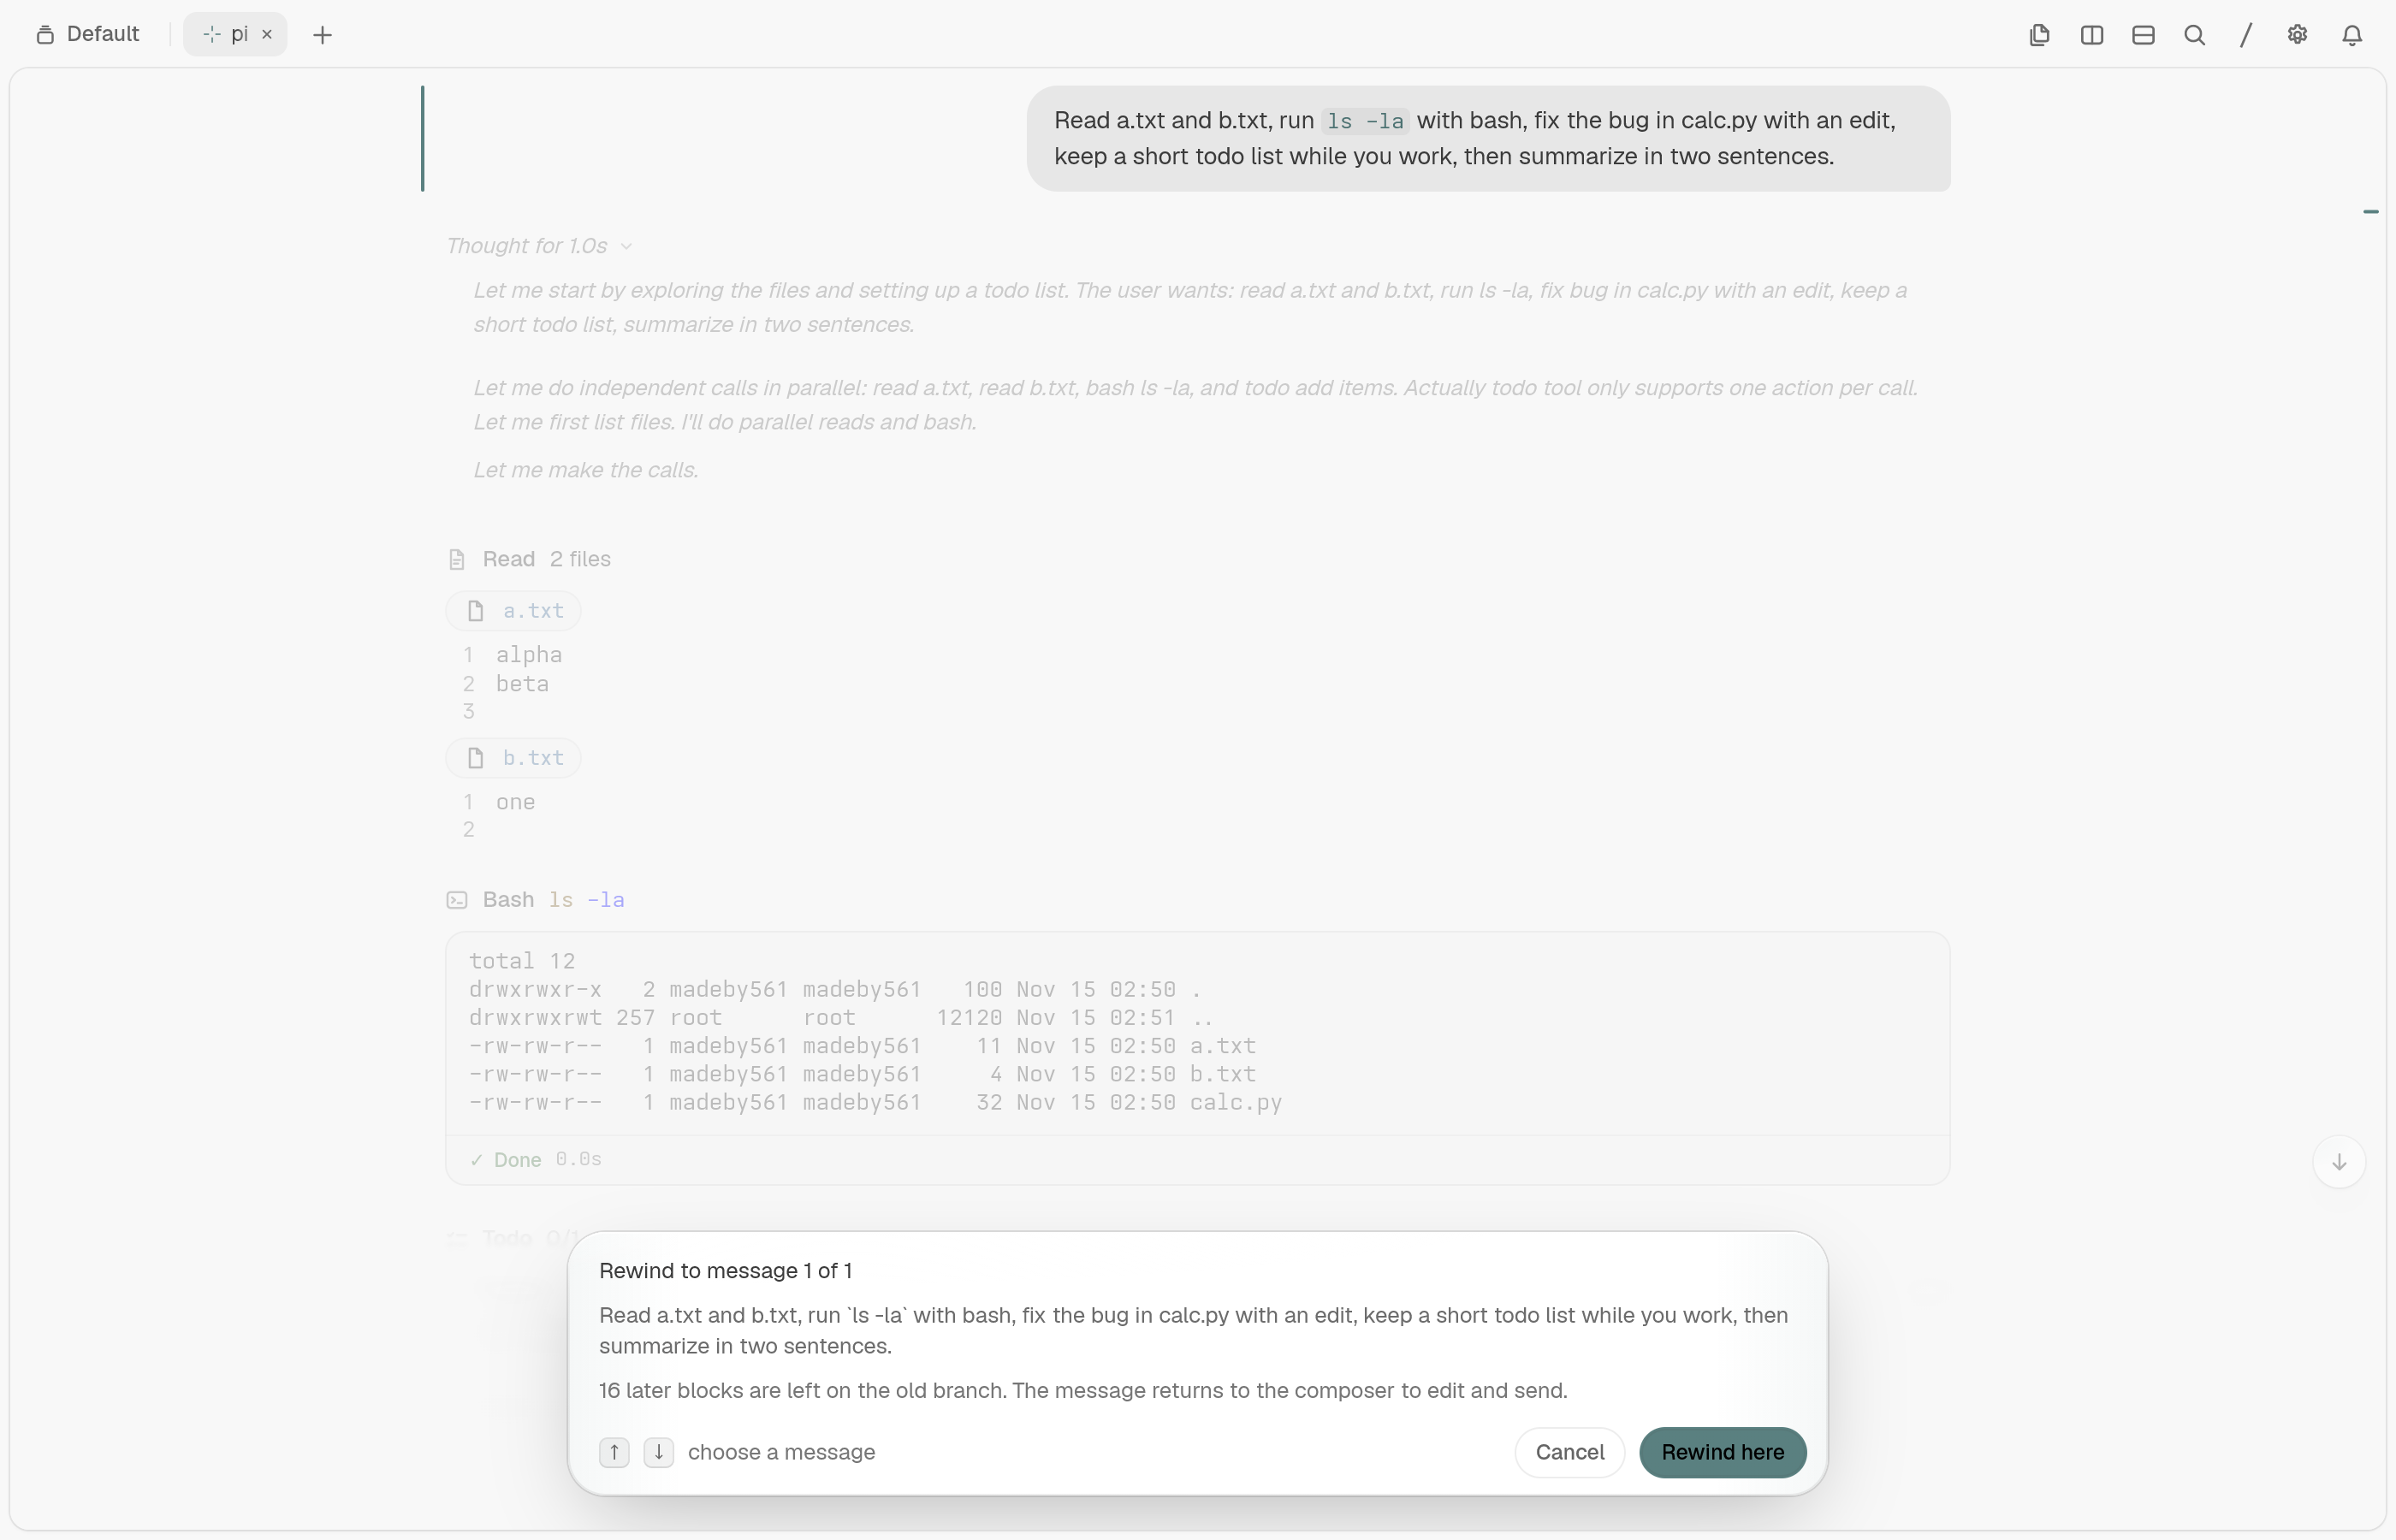 Default
pi
Read a.txt and b.txt, run ls -la with bash, fix the bug in calc.py with an edit,
keep a short todo list while you work, then summarize in two sentences.
Thought for 1.0s
Let me start by exploring the files and setting up a todo list. The user wants: read a.txt and b.txt, run ls -la, fix bug in calc.py with an edit, keep a
short todo list, summarize in two sentences.
Let me do independent calls in parallel: read a.txt, read b.txt, bash ls -la, and todo add items. Actually todo tool only supports one action per call.
Let me first list files. I'll do parallel reads and bash.
Let me make the calls.
Read 2 files
a.txt
1 alpha
2 beta
3
b.txt
1 one
2
Bash ls -la
total 12
drwxrwxr-x   2 madeby561 madeby561   100 Nov 15 02:50 .
drwxrwxrwt 257 root      root      12120 Nov 15 02:51 ..
-rw-rw-r--   1 madeby561 madeby561    11 Nov 15 02:50 a.txt
-rw-rw-r--   1 madeby561 madeby561     4 Nov 15 02:50 b.txt
-rw-rw-r--   1 madeby561 madeby561    32 Nov 15 02:50 calc.py
✓ Done 0.0s
Todo 0/1
Rewind to message 1 of 1
Read a.txt and b.txt, run `ls -la` with bash, fix the bug in calc.py with an edit, keep a short todo list while you work, then
summarize in two sentences.
16 later blocks are left on the old branch. The message returns to the composer to edit and send.
↑ ↓ choose a message
Cancel
Rewind here